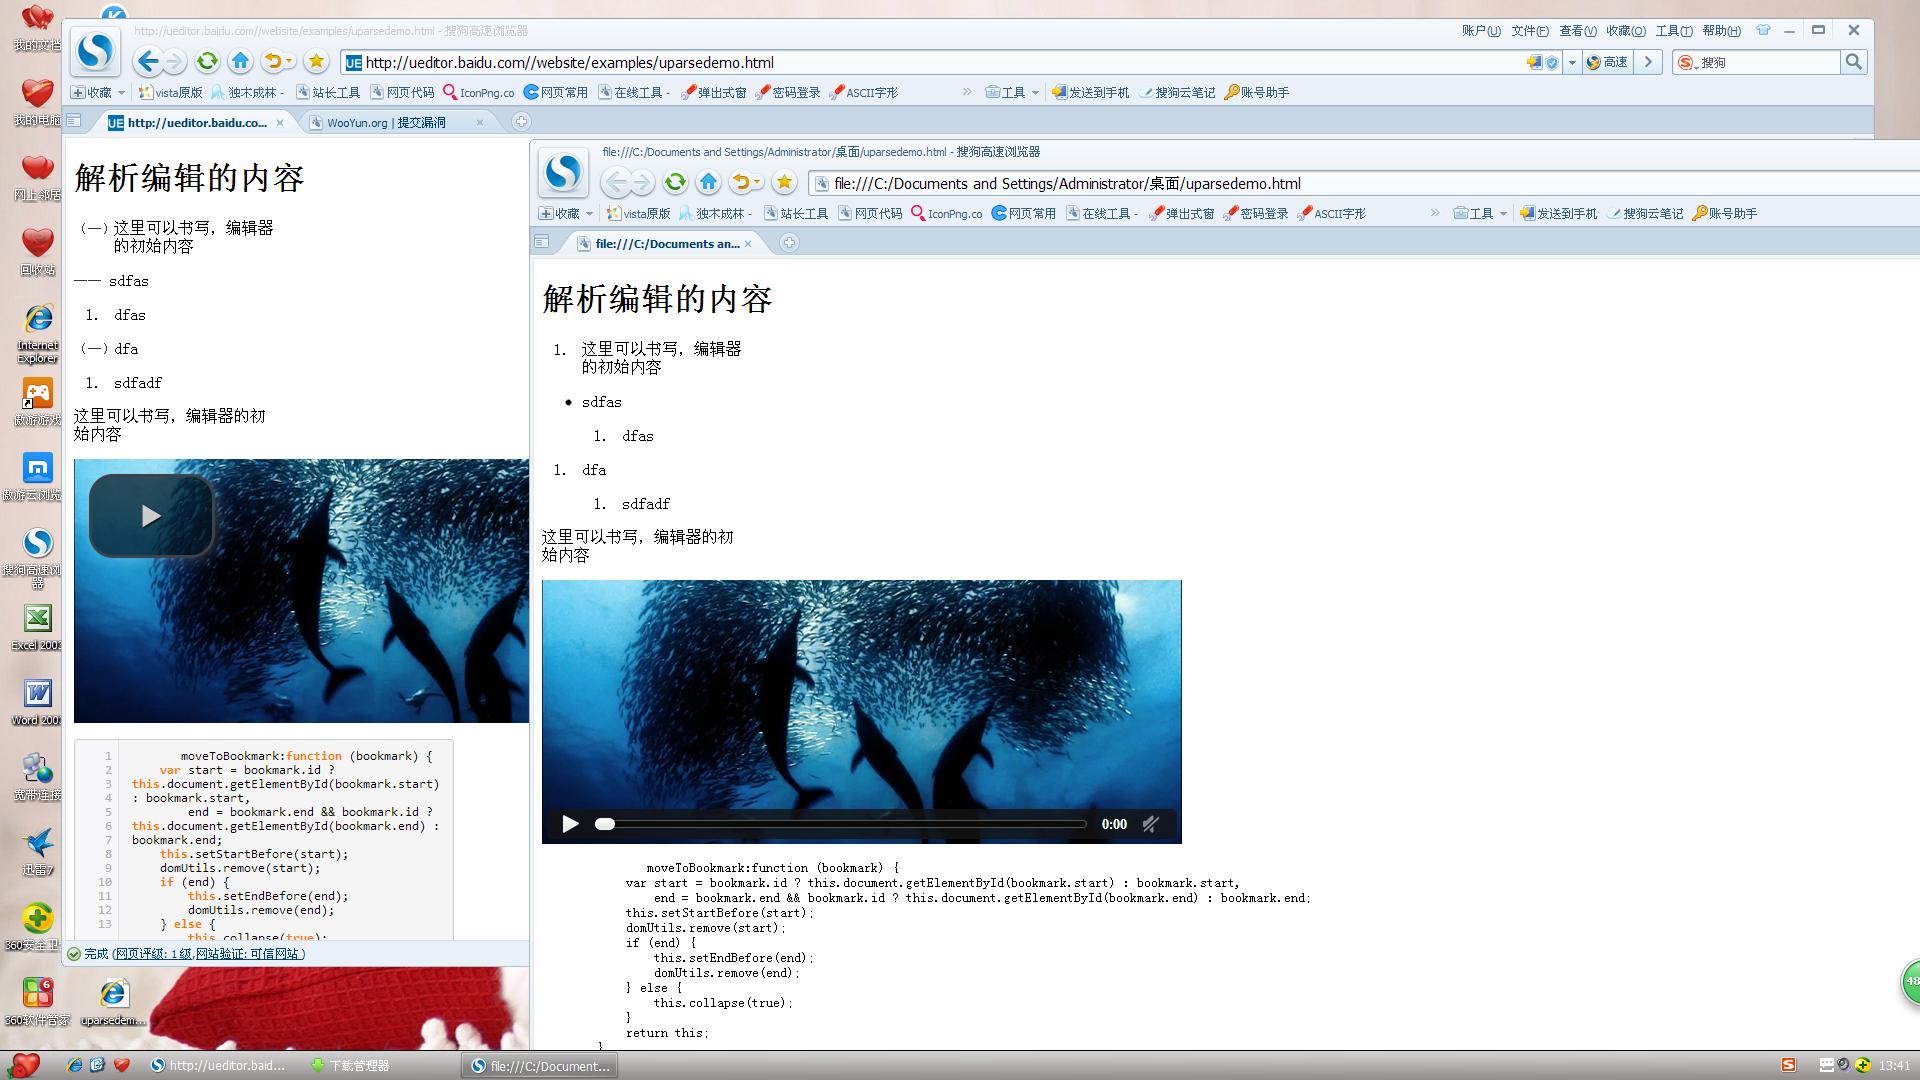 我的文档
我的电脑
网上邻居
回收站
Internet Explorer
傲游游戏
傲游云浏览
搜狗高速浏览器
Excel 2003
Word 2003
宽带连接
迅雷7
360安全卫士
360软件管家
uparsedem...
http://ueditor.baidu.com//website/examples/uparsedemo.html - 搜狗高速浏览器
账户(U) 文件(F) 查看(V) 收藏(O) 工具(T) 帮助(H)
http://ueditor.baidu.com//website/examples/uparsedemo.html
高速
搜狗
收藏 vista原版 独木成林 - 站长工具 网页代码 IconPng.co 网页常用 在线工具 - 弹出式窗 密码登录 ASCII字形 » 工具 发送到手机 搜狗云笔记 账号助手
UE http://ueditor.baidu.co... × WooYun.org | 提交漏洞 ×
解析编辑的内容
（一）这里可以书写，编辑器
的初始内容
—— sdfas
1. dfas
（一）dfa
1. sdfadf
这里可以书写，编辑器的初
始内容
1 moveToBookmark:function (bookmark) {
2 var start = bookmark.id ?
3 this.document.getElementById(bookmark.start)
4 : bookmark.start,
5 end = bookmark.end && bookmark.id ?
6 this.document.getElementById(bookmark.end) :
7 bookmark.end;
8 this.setStartBefore(start);
9 domUtils.remove(start);
10 if (end) {
11 this.setEndBefore(end);
12 domUtils.remove(end);
13 } else {
this.collapse(true);
完成 (网页评级: 1级,网站验证: 可信网站 )
file:///C:/Documents and Settings/Administrator/桌面/uparsedemo.html - 搜狗高速浏览器
file:///C:/Documents and Settings/Administrator/桌面/uparsedemo.html
收藏 vista原版 独木成林 - 站长工具 网页代码 IconPng.co 网页常用 在线工具 - 弹出式窗 密码登录 ASCII字形 » 工具 发送到手机 搜狗云笔记 账号助手
file:///C:/Documents an... ×
解析编辑的内容
1. 这里可以书写，编辑器
的初始内容
• sdfas
1. dfas
1. dfa
1. sdfadf
这里可以书写，编辑器的初
始内容
0:00
moveToBookmark:function (bookmark) {
var start = bookmark.id ? this.document.getElementById(bookmark.start) : bookmark.start,
end = bookmark.end && bookmark.id ? this.document.getElementById(bookmark.end) : bookmark.end;
this.setStartBefore(start);
domUtils.remove(start);
if (end) {
this.setEndBefore(end);
domUtils.remove(end);
} else {
this.collapse(true);
}
return this;
}
48
http://ueditor.baid... 下载管理器 file:///C:/Document... 13:41